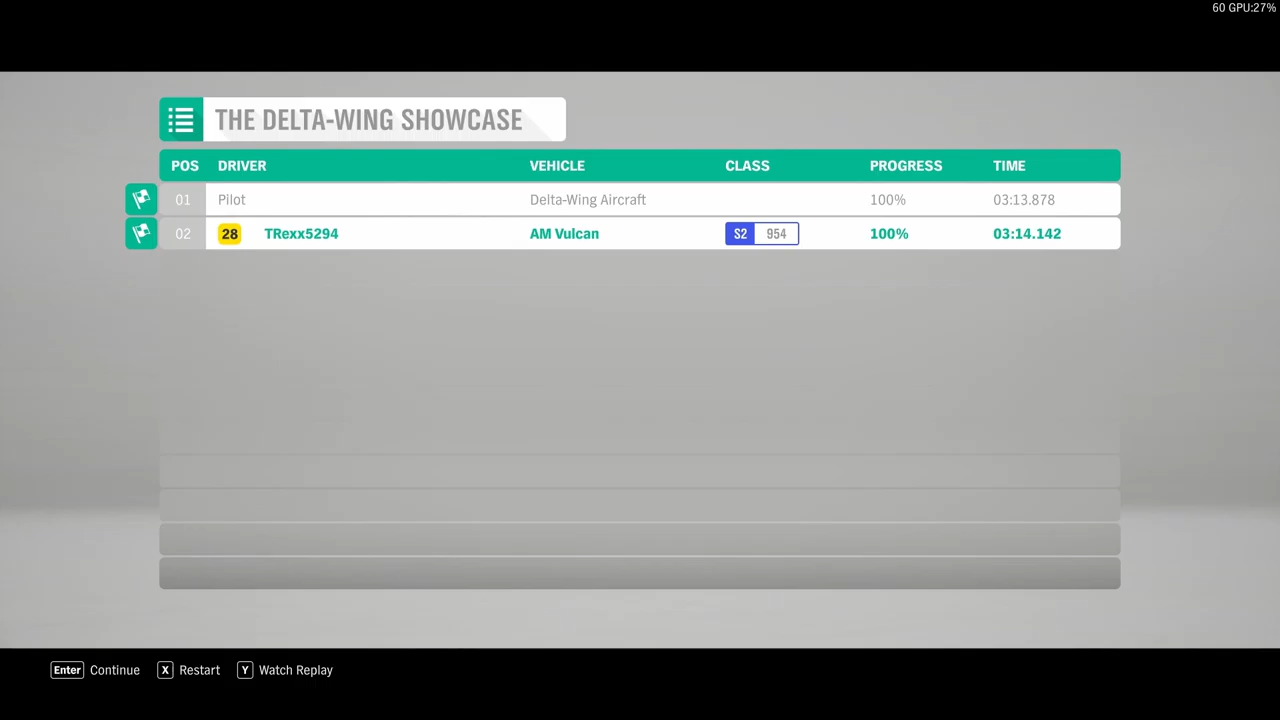 60 GPU:27%
THE DELTA-WING SHOWCASE
POS DRIVER VEHICLE CLASS PROGRESS TIME
01 Pilot Delta-Wing Aircraft 100% 03:13.878
02 28 TRexx5294 AM Vulcan S2 954 100% 03:14.142
Enter Continue X Restart Y Watch Replay